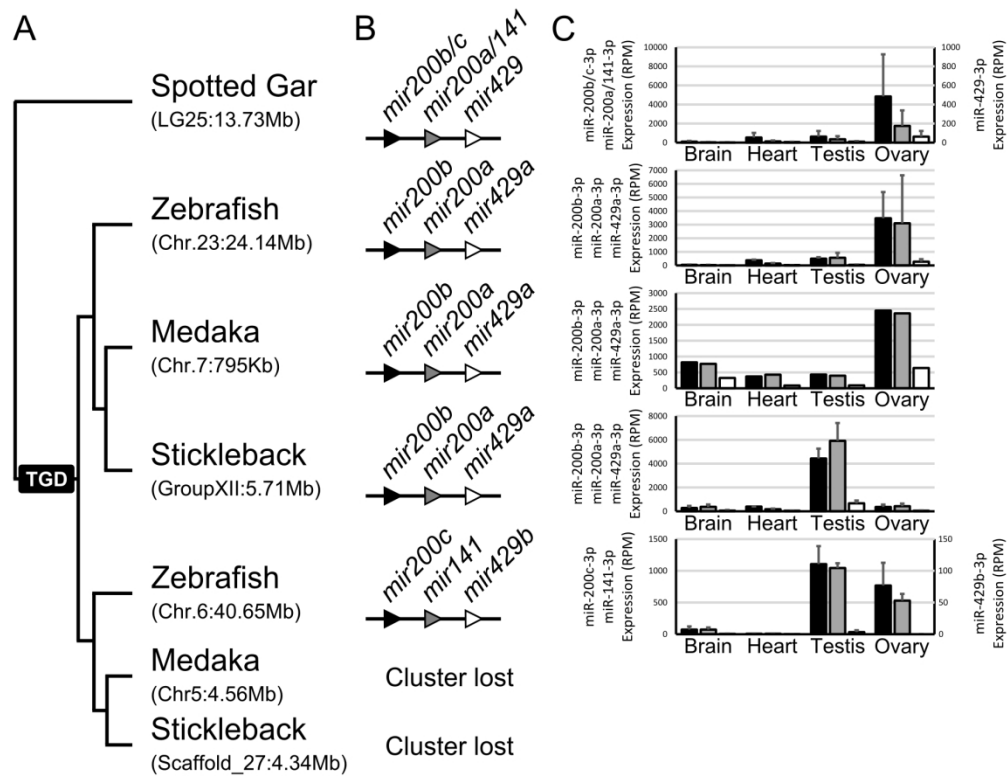 A
B
C
Spotted Gar
(LG25:13.73Mb)
Zebrafish
(Chr.23:24.14Mb)
Medaka
(Chr.7:795Kb)
Stickleback
(GroupXII:5.71Mb)
TGD
Zebrafish
(Chr.6:40.65Mb)
Medaka
(Chr5:4.56Mb)
Stickleback
(Scaffold_27:4.34Mb)
mir200b/c
mir200a/141
mir429
mir200b
mir200a
mir429a
mir200b
mir200a
mir429a
mir200b
mir200a
mir429a
mir200c
mir141
mir429b
Cluster lost
Cluster lost
miR-200b/c-3p
miR-200a/141-3p
Expression (RPM)
10000
8000
6000
4000
2000
0
1000
800
600
400
200
0
miR-429-3p
Expression (RPM)
Brain Heart Testis Ovary
miR-200b-3p
miR-200a-3p
miR-429a-3p
Expression (RPM)
7000
6000
5000
4000
3000
2000
1000
0
Brain Heart Testis Ovary
miR-200b-3p
miR-200a-3p
miR-429a-3p
Expression (RPM)
3000
2500
2000
1500
1000
500
0
Brain Heart Testis Ovary
miR-200b-3p
miR-200a-3p
miR-429a-3p
Expression (RPM)
8000
6000
4000
2000
0
Brain Heart Testis Ovary
miR-200c-3p
miR-141-3p
Expression (RPM)
1500
1000
500
0
150
100
50
0
miR-429b-3p
Expression (RPM)
Brain Heart Testis Ovary